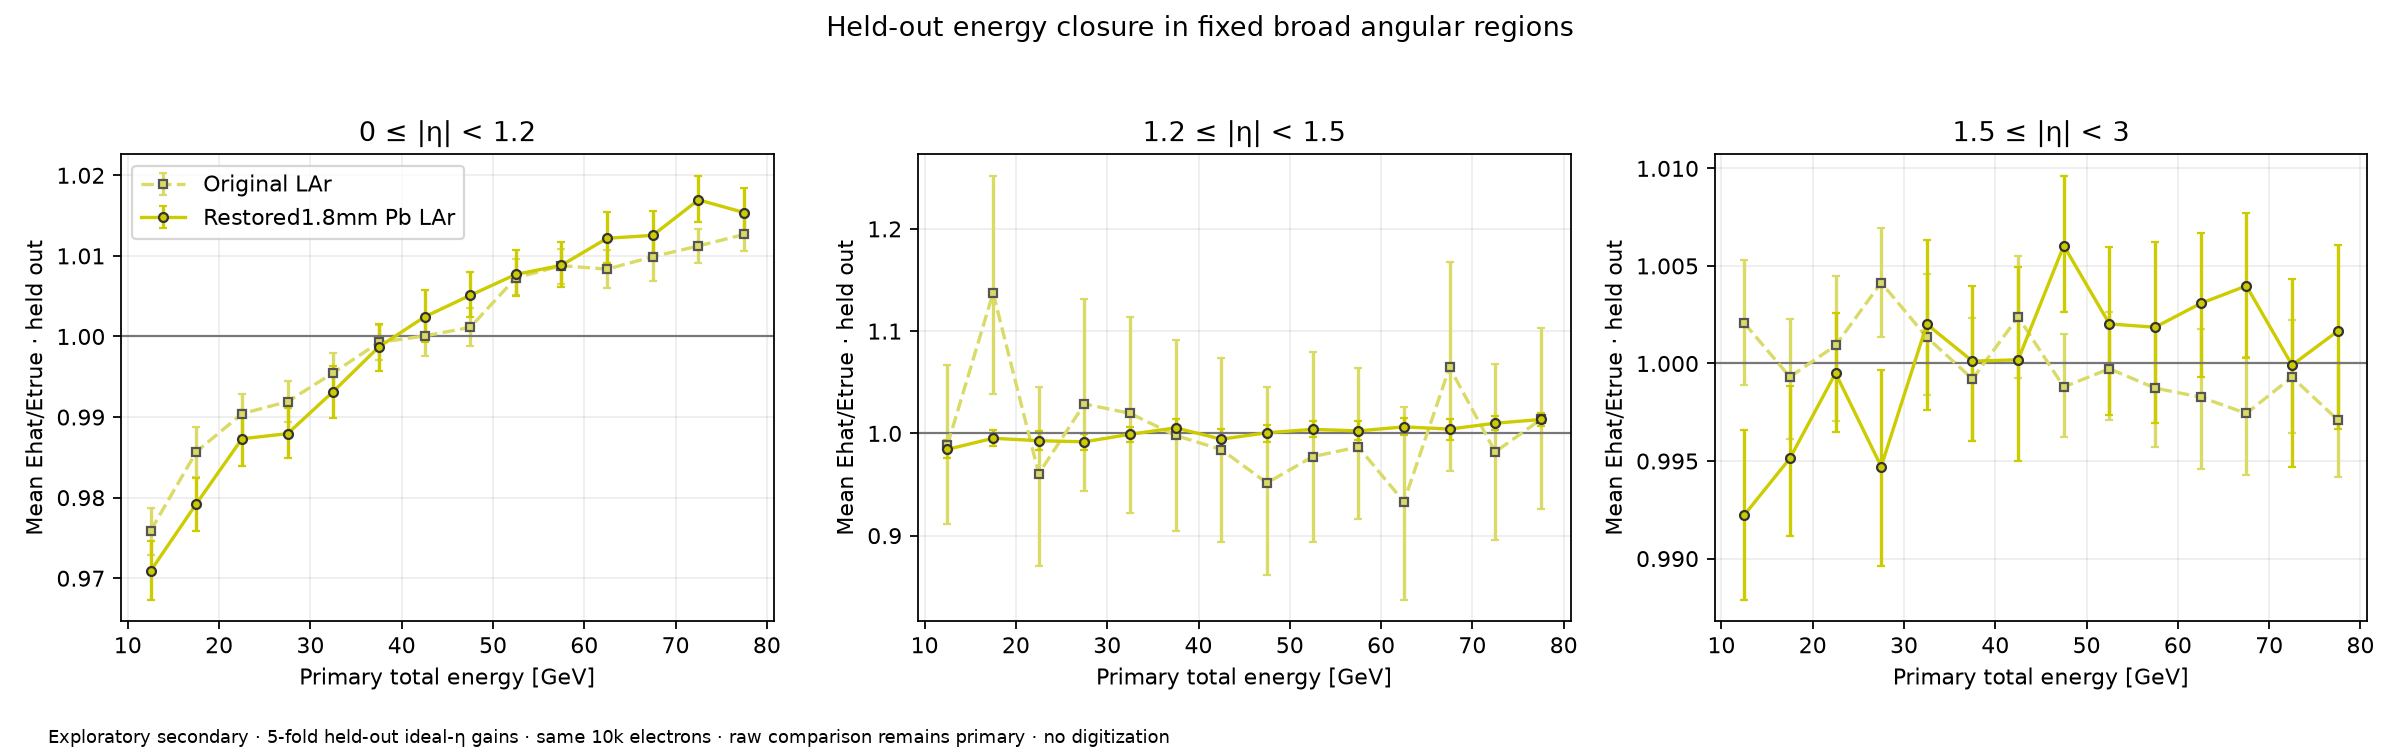 Held-out energy closure in fixed broad angular regions
0 ≤ |η| < 1.2
1.02
1.01
1.00
0.99
0.98
0.97
Mean Ehat/Etrue · held out
Original LAr
Restored1.8mm Pb LAr
10 20 30 40 50 60 70 80
Primary total energy [GeV]
1.2 ≤ |η| < 1.5
1.2
1.1
1.0
0.9
Mean Ehat/Etrue · held out
10 20 30 40 50 60 70 80
Primary total energy [GeV]
1.5 ≤ |η| < 3
1.010
1.005
1.000
0.995
0.990
Mean Ehat/Etrue · held out
10 20 30 40 50 60 70 80
Primary total energy [GeV]
Exploratory secondary · 5-fold held-out ideal-η gains · same 10k electrons · raw comparison remains primary · no digitization